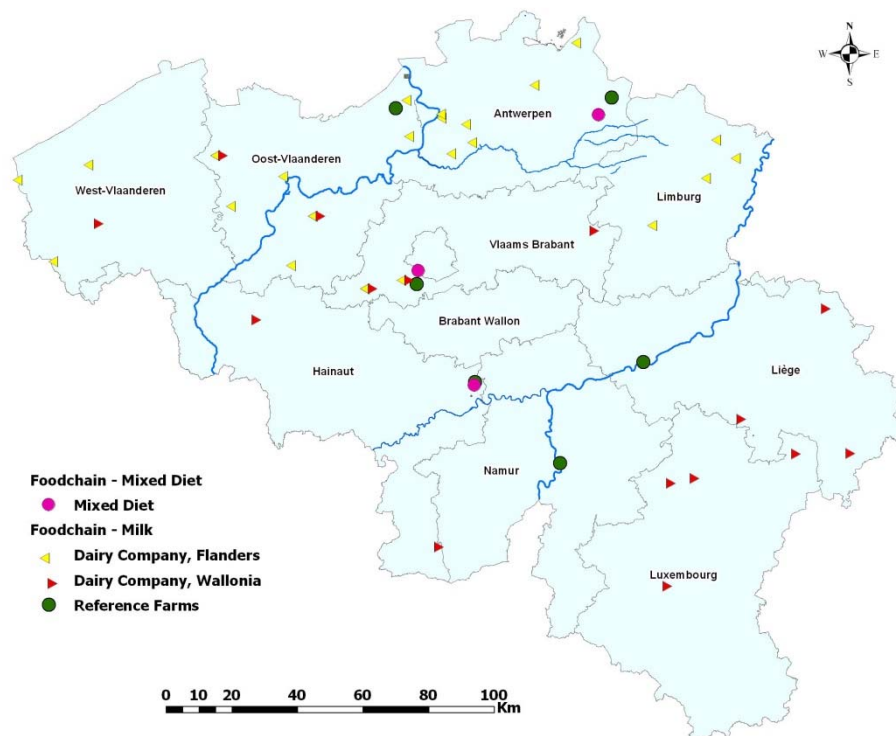 N
W E
S
Antwerpen
Oost-Vlaanderen
West-Vlaanderen
Limburg
Vlaams Brabant
Brabant Wallon
Hainaut
Liège
Namur
Luxembourg
Foodchain - Mixed Diet
Mixed Diet
Foodchain - Milk
Dairy Company, Flanders
Dairy Company, Wallonia
Reference Farms
0 10 20 40 60 80 100
Km